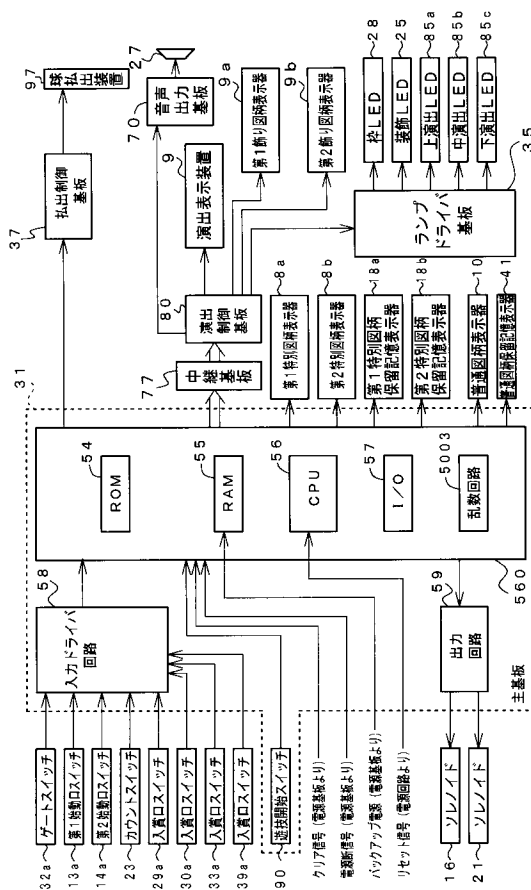 32a
ゲートスイッチ
13a
第1始動口スイッチ
14a
第2始動口スイッチ
23
カウントスイッチ
29a
入賞口スイッチ
30a
入賞口スイッチ
33a
入賞口スイッチ
39a
入賞口スイッチ
90
遊技開始スイッチ
クリア信号(電源基板より)
電源断信号(電源基板より)
バックアップ電源(電源基板より)
リセット信号(電源回路より)
16
ソレノイド
21
ソレノイド
58
入力ドライバ
回路
59
出力
回路
主基板
31
54
ROM
55
RAM
56
CPU
57
I/O
5003
乱数回路
560
37
払出制御
基板
97
球払出装置
77
中継基板
80
演出制御
基板
9
演出表示装置
70
音声
出力
基板
27
9a
第1飾り図柄表示器
9b
第2飾り図柄表示器
8a
第1特別図柄表示器
8b
第2特別図柄表示器
18a
第1特別図柄
保留記憶表示器
18b
第2特別図柄
保留記憶表示器
10
普通図柄表示器
41
普通図柄保留記憶表示器
35
ランプ
ドライバ
基板
28
枠LED
25
装飾LED
85a
上演出LED
85b
中演出LED
85c
下演出LED